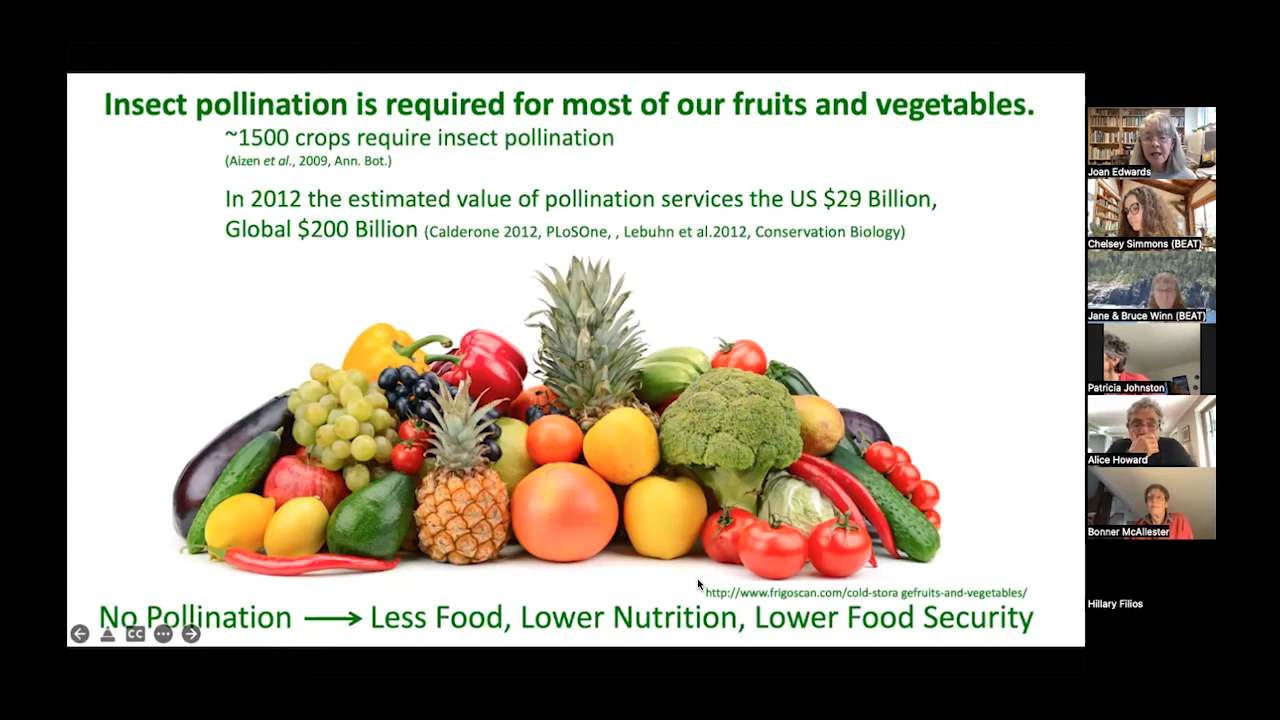 Insect pollination is required for most of our fruits and vegetables.
~1500 crops require insect pollination
(Aizen et al., 2009, Ann. Bot.)
In 2012 the estimated value of pollination services the US $29 Billion,
Global $200 Billion (Calderone 2012, PLoSOne, , Lebuhn et al.2012, Conservation Biology)
http://www.frigoscan.com/cold-stora gefruits-and-vegetables/
No Pollination ⟶ Less Food, Lower Nutrition, Lower Food Security
CC
Joan Edwards
Chelsey Simmons (BEAT)
Jane & Bruce Winn (BEAT)
Patricia Johnston
Alice Howard
Bonner McAllester
Hillary Filios